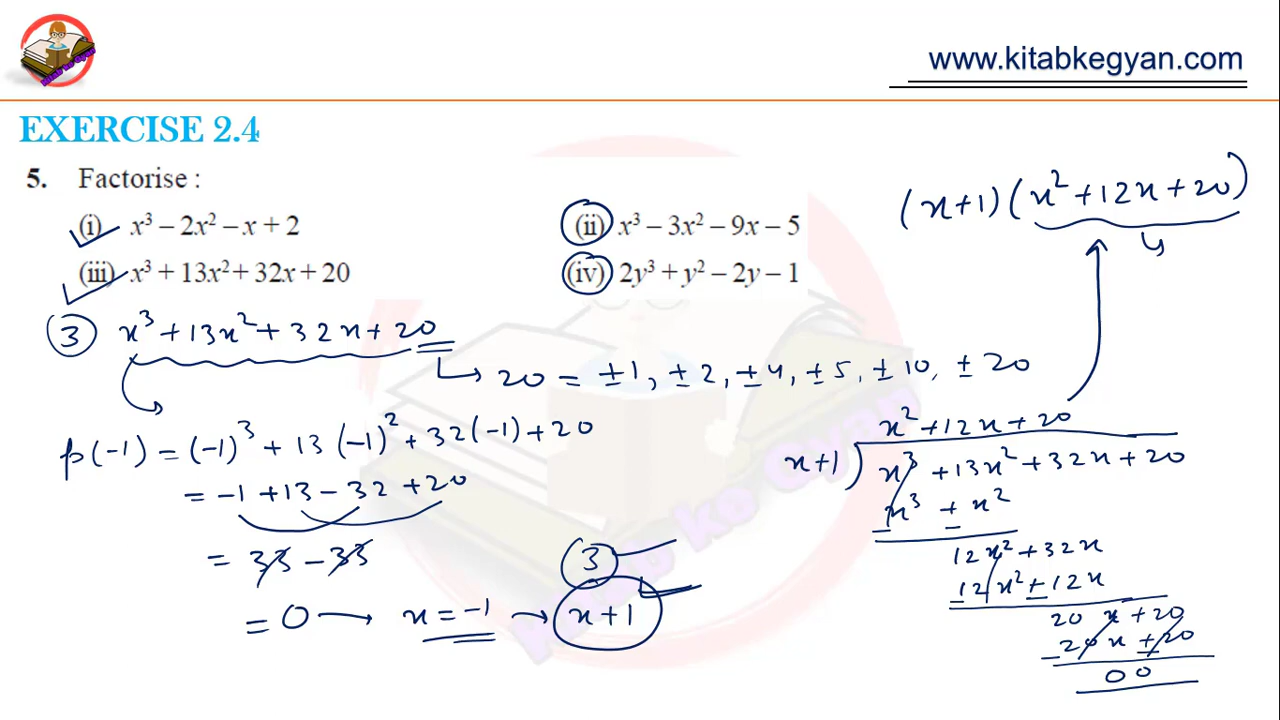 www.kitabkegyan.com
EXERCISE 2.4
5. Factorise :
(i) x³ – 2x² – x + 2
(ii) x³ – 3x² – 9x – 5
(iii) x³ + 13x² + 32x + 20
(iv) 2y³ + y² – 2y – 1
(x+1)(x²+12x+20)
3 x³+13x²+32x+20
20 = ±1, ±2, ±4, ±5, ±10, ±20
p(-1) = (-1)³ + 13(-1)² + 32(-1)+20
= -1 +13 - 32 +20
= 33 - 33
= 0 → x = -1 → x+1
3
x²+12x+20
x+1 ) x³ +13x² +32x+20
x³ + x²
− −
12x²+32x
12x² + 12x
− −
20x+20
20x+20
− −
0 0